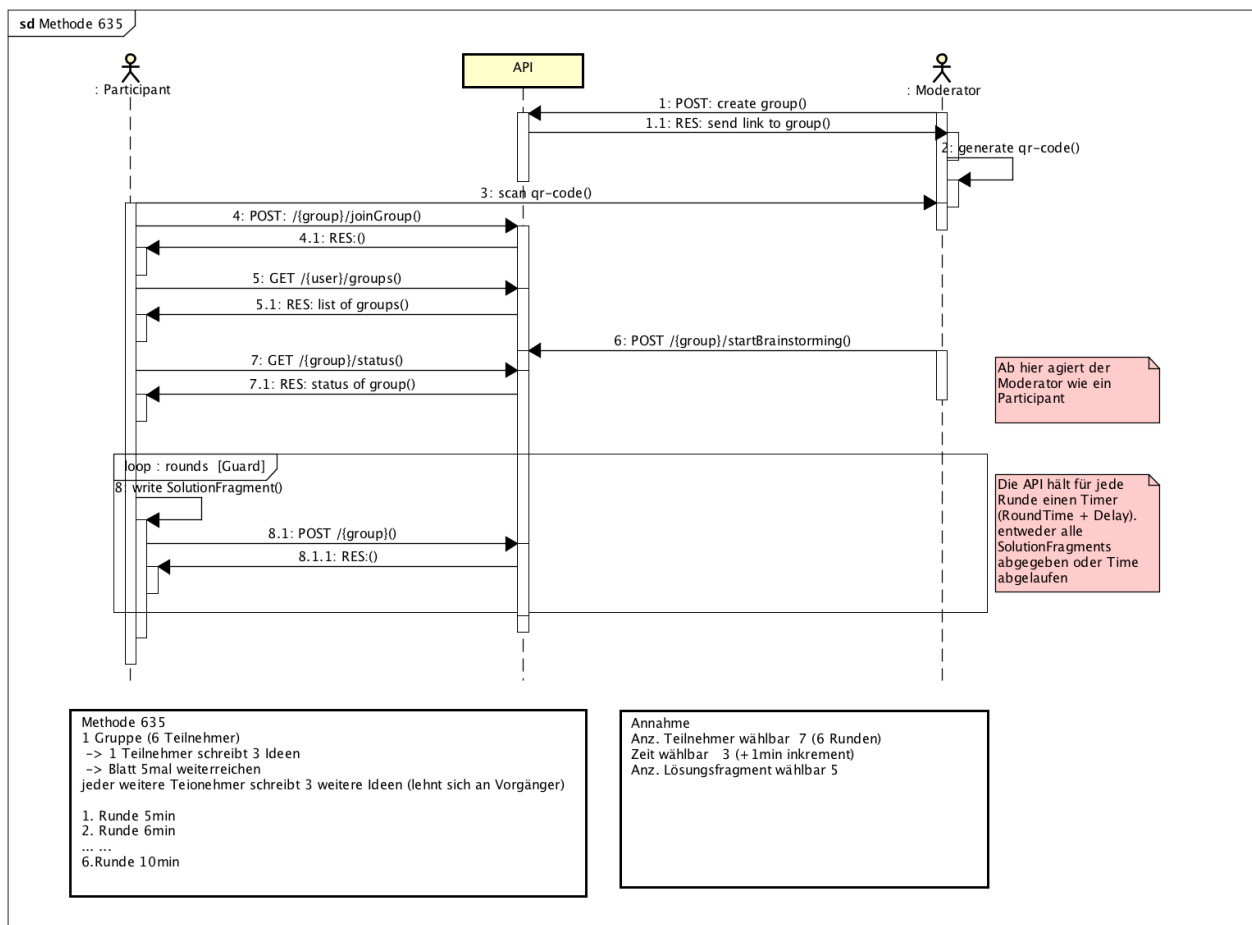 sd Methode 635
: Participant
API
: Moderator
1: POST: create group()
1.1: RES: send link to group()
2: generate qr-code()
3: scan qr-code()
4: POST: /{group}/joinGroup()
4.1: RES:()
5: GET /{user}/groups()
5.1: RES: list of groups()
6: POST /{group}/startBrainstorming()
7: GET /{group}/status()
7.1: RES: status of group()
Ab hier agiert der
Moderator wie ein
Participant
loop : rounds [Guard]
8: write SolutionFragment()
8.1: POST /{group}()
8.1.1: RES:()
Die API hält für jede
Runde einen Timer
(RoundTime + Delay).
entweder alle
SolutionFragments
abgegeben oder Time
abgelaufen
Methode 635
1 Gruppe (6 Teilnehmer)
-> 1 Teilnehmer schreibt 3 Ideen
-> Blatt 5mal weiterreichen
jeder weitere Teionehmer schreibt 3 weitere Ideen (lehnt sich an Vorgänger)
1. Runde 5min
2. Runde 6min
... ...
6.Runde 10min
Annahme
Anz. Teilnehmer wählbar 7 (6 Runden)
Zeit wählbar 3 (+1min inkrement)
Anz. Lösungsfragment wählbar 5